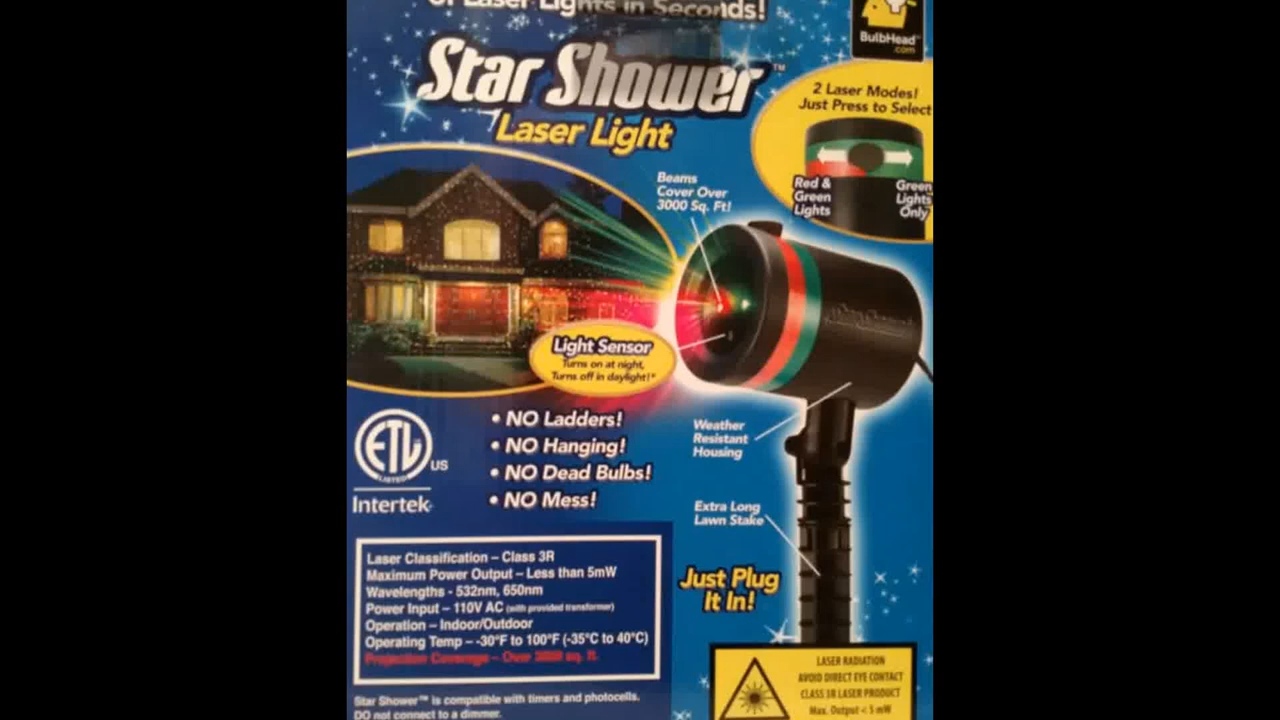 of Laser Lights in Seconds!
BulbHead
.com
Star Shower™
Laser Light
2 Laser Modes!
Just Press to Select
Red &
Green
Lights
Green
Lights
Only
Beams
Cover Over
3000 Sq. Ft!
Light Sensor
Turns on at night,
Turns off in daylight!*
• NO Ladders!
• NO Hanging!
• NO Dead Bulbs!
• NO Mess!
ETL
LISTED
US
Intertek
Weather
Resistant
Housing
Extra Long
Lawn Stake
Just Plug
It In!
Laser Classification – Class 3R
Maximum Power Output – Less than 5mW
Wavelengths - 532nm, 650nm
Power Input – 110V AC (with provided transformer)
Operation – Indoor/Outdoor
Operating Temp – -30°F to 100°F (-35°C to 40°C)
Projection Coverage – Over 3000 sq. ft.
Star Shower™ is compatible with timers and photocells.
DO not connect to a dimmer.
LASER RADIATION
AVOID DIRECT EYE CONTACT
CLASS 3R LASER PRODUCT
Max. Output < 5 mW